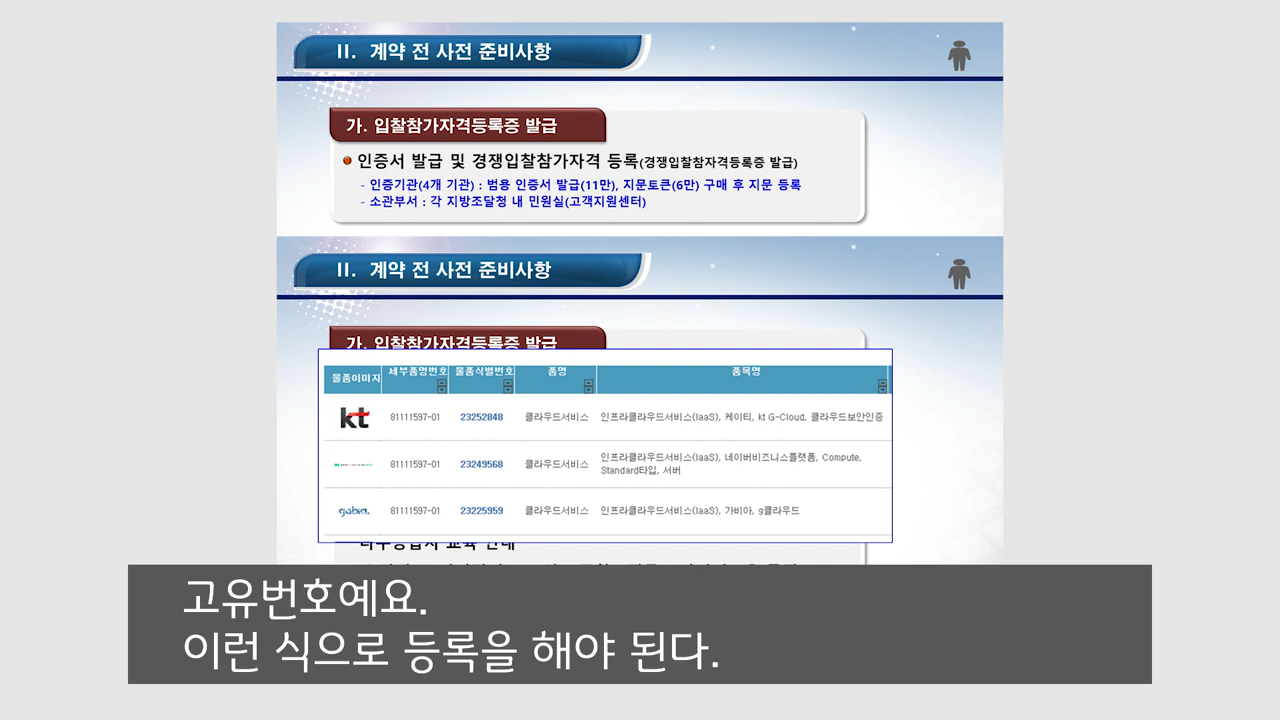 II. 계약 전 사전 준비사항
가. 입찰참가자격등록증 발급
인증서 발급 및 경쟁입찰참가자격 등록(경쟁입찰참가자격등록증 발급)
- 인증기관(4개 기관) : 범용 인증서 발급(11만), 지문토큰(6만) 구매 후 지문 등록
- 소관부서 : 각 지방조달청 내 민원실(고객지원센터)
II. 계약 전 사전 준비사항
가. 입찰참가자격등록증 발급
물품이미지 세부품명번호 물품식별번호 품명 품목명
kt 81111597-01 23252848 클라우드서비스 인프라클라우드서비스(IaaS), 케이티, kt G-Cloud, 클라우드보안인증
81111597-01 23249568 클라우드서비스 인프라클라우드서비스(IaaS), 네이버비즈니스플랫폼, Compute,
Standard타입, 서버
gabia. 81111597-01 23225959 클라우드서비스 인프라클라우드서비스(IaaS), 가비아, g클라우드
고유번호예요.
이런 식으로 등록을 해야 된다.